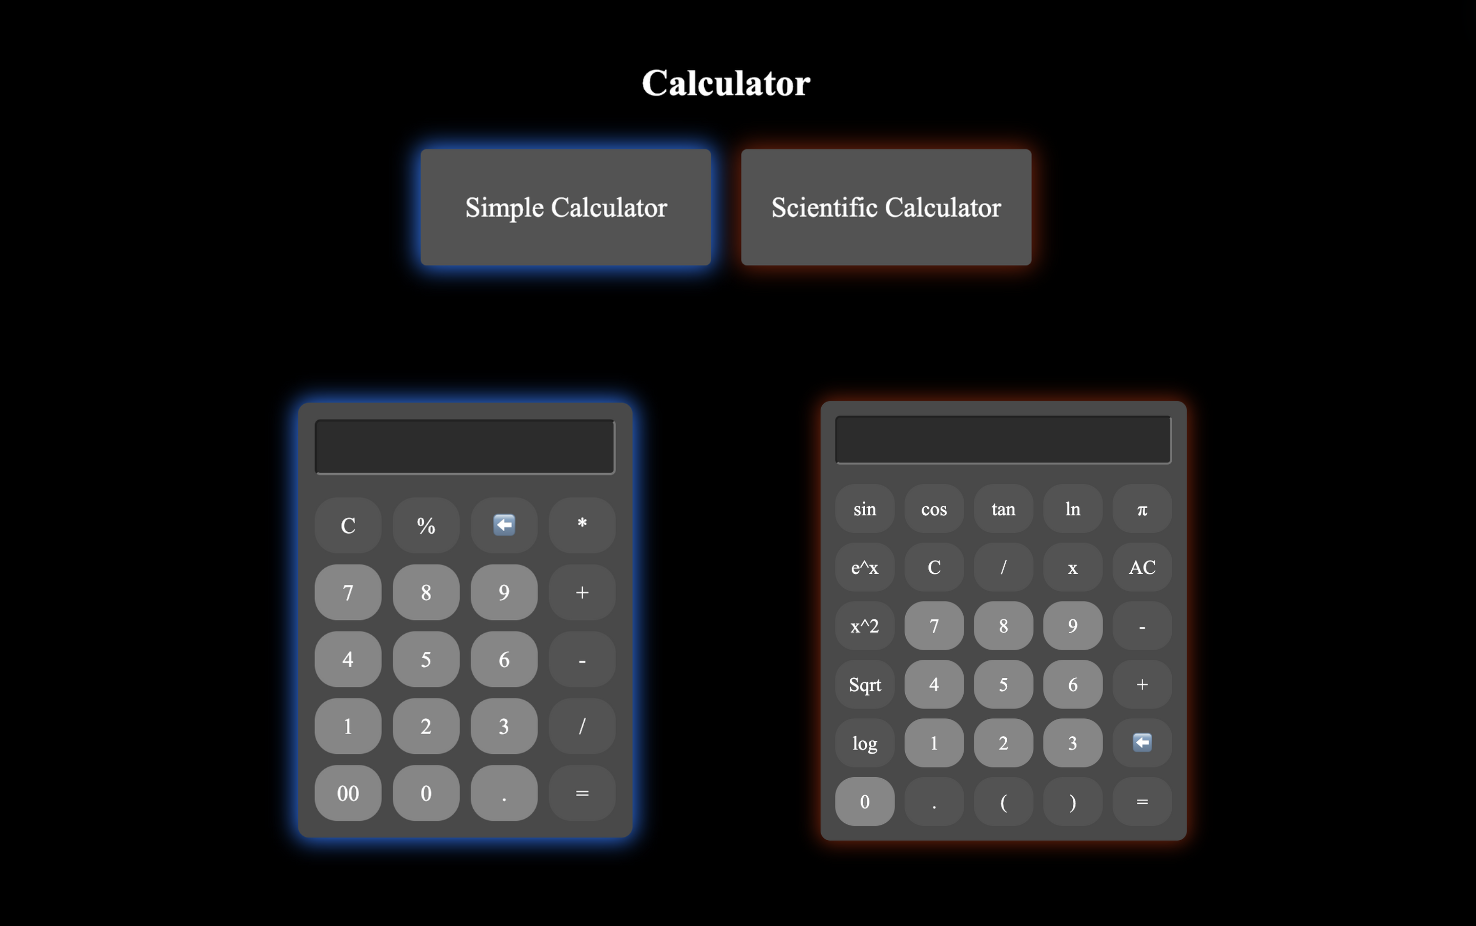 Calculator
Simple Calculator Scientific Calculator
C % ⬅️ *
7 8 9 +
4 5 6 -
1 2 3 /
00 0 . =
sin cos tan ln π
e^x C / x AC
x^2 7 8 9 -
Sqrt 4 5 6 +
log 1 2 3 ⬅️
0 . ( ) =